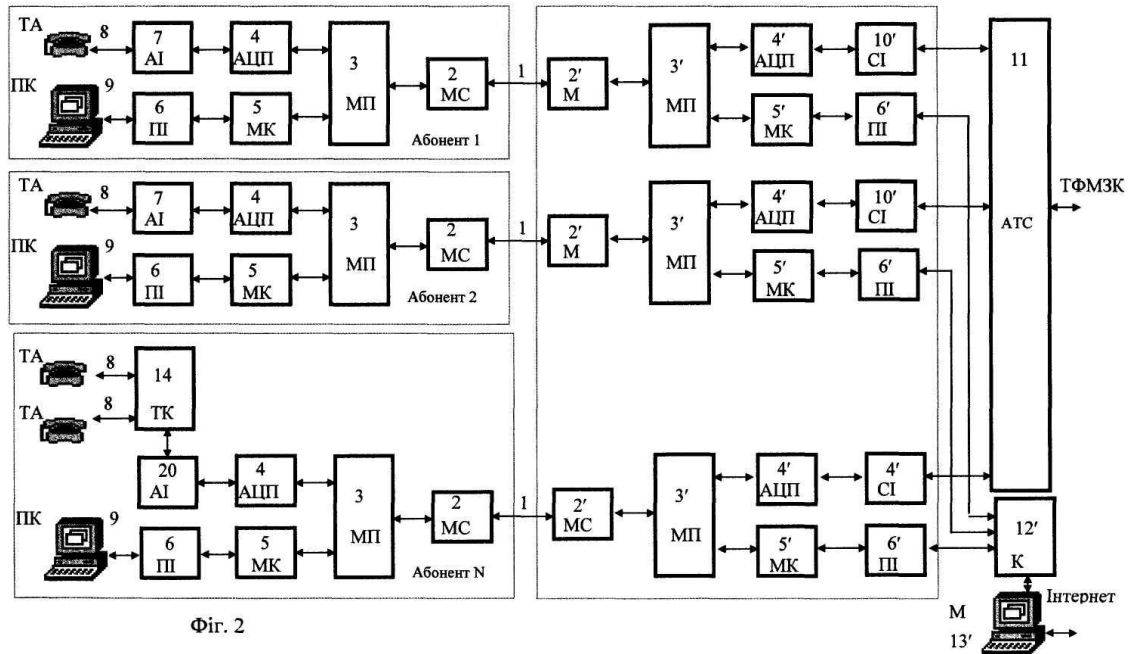 ТА
8
7
АІ
4
АЦП
3
МП
2
МС
1
ПК
9
6
ПІ
5
МК
Абонент 1
2′
М
3′
МП
4′
АЦП
10′
СІ
5′
МК
6′
ПІ
ТА
8
7
АІ
4
АЦП
3
МП
2
МС
1
ПК
9
6
ПІ
5
МК
Абонент 2
2′
М
3′
МП
4′
АЦП
10′
СІ
5′
МК
6′
ПІ
11
АТС
ТФМЗК
ТА
8
ТА
8
14
ТК
20
АІ
4
АЦП
3
МП
2
МС
1
ПК
9
6
ПІ
5
МК
Абонент N
2′
МС
3′
МП
4′
АЦП
4′
СІ
5′
МК
6′
ПІ
12′
К
Інтернет
М
13′
Фіг. 2